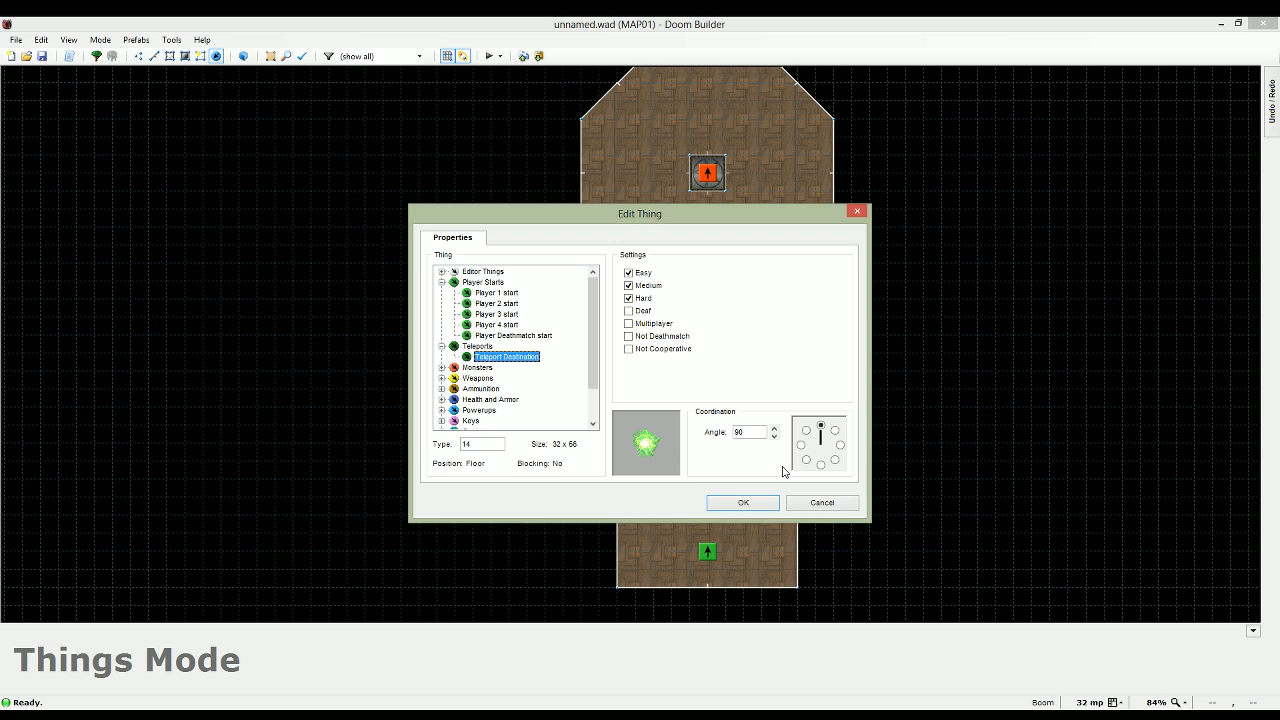 unnamed.wad (MAP01) - Doom Builder
File Edit View Mode Prefabs Tools Help
(show all)
Undo / Redo
Edit Thing
Properties
Thing
Editor Things
Player Starts
Player 1 start
Player 2 start
Player 3 start
Player 4 start
Player Deathmatch start
Teleports
Teleport Destination
Monsters
Weapons
Ammunition
Health and Armor
Powerups
Keys
Type: 14 Size: 32 x 56
Position: Floor Blocking: No
Settings
Easy
Medium
Hard
Deaf
Multiplayer
Not Deathmatch
Not Cooperative
Coordination
Angle: 90
OK Cancel
Things Mode
Ready. Boom 32 mp 84% -- , --